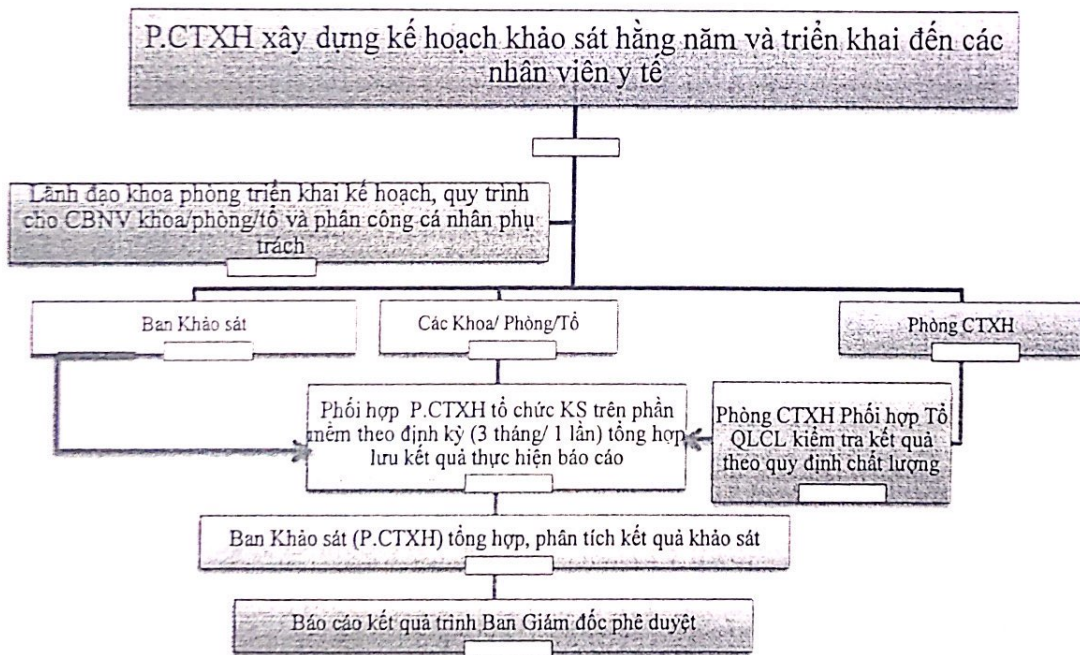 P.CTXH xây dựng kế hoạch khảo sát hằng năm và triển khai đến các
nhân viên y tế
Lãnh đạo khoa phòng triển khai kế hoạch, quy trình
cho CBNV khoa/phòng/tổ và phân công cá nhân phụ
trách
Ban Khảo sát
Các Khoa/ Phòng/Tổ
Phòng CTXH
Phối hợp P.CTXH tổ chức KS trên phần
mềm theo định kỳ (3 tháng/ 1 lần) tổng hợp
lưu kết quả thực hiện báo cáo
Phòng CTXH Phối hợp Tổ
QLCL kiểm tra kết quả
theo quy định chất lượng
Ban Khảo sát (P.CTXH) tổng hợp, phân tích kết quả khảo sát
Báo cáo kết quả trình Ban Giám đốc phê duyệt